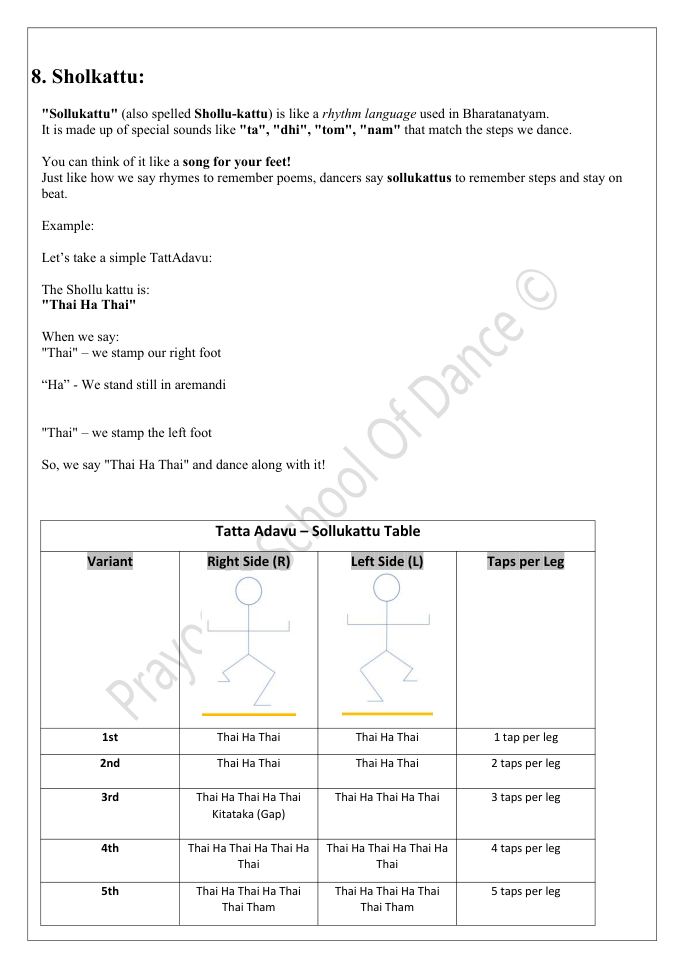 8. Sholkattu:
"Sollukattu" (also spelled Shollu-kattu) is like a rhythm language used in Bharatanatyam.
It is made up of special sounds like "ta", "dhi", "tom", "nam" that match the steps we dance.
You can think of it like a song for your feet!
Just like how we say rhymes to remember poems, dancers say sollukattus to remember steps and stay on
beat.
Example:
Let’s take a simple TattAdavu:
The Shollu kattu is:
"Thai Ha Thai"
When we say:
"Thai" – we stamp our right foot
“Ha” - We stand still in aremandi
"Thai" – we stamp the left foot
So, we say "Thai Ha Thai" and dance along with it!
Tatta Adavu – Sollukattu Table
Variant Right Side (R) Left Side (L) Taps per Leg
1st Thai Ha Thai Thai Ha Thai 1 tap per leg
2nd Thai Ha Thai Thai Ha Thai 2 taps per leg
3rd Thai Ha Thai Ha Thai Thai Ha Thai Ha Thai 3 taps per leg
Kitataka (Gap)
4th Thai Ha Thai Ha Thai Ha Thai Ha Thai Ha Thai Ha 4 taps per leg
Thai Thai
5th Thai Ha Thai Ha Thai Thai Ha Thai Ha Thai 5 taps per leg
Thai Tham Thai Tham
School Of Dance ©